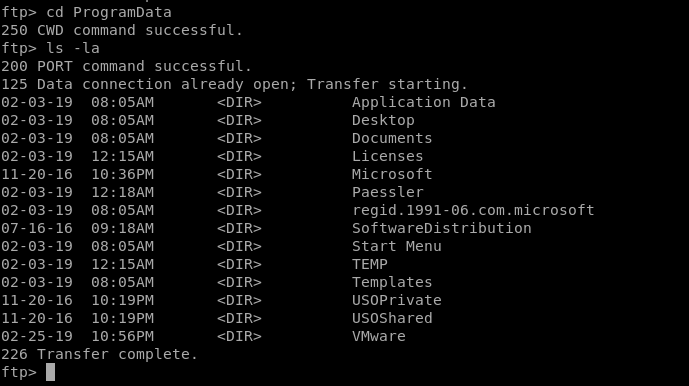 ftp> cd ProgramData
250 CWD command successful.
ftp> ls -la
200 PORT command successful.
125 Data connection already open; Transfer starting.
02-03-19  08:05AM       <DIR>          Application Data
02-03-19  08:05AM       <DIR>          Desktop
02-03-19  08:05AM       <DIR>          Documents
02-03-19  12:15AM       <DIR>          Licenses
11-20-16  10:36PM       <DIR>          Microsoft
02-03-19  12:18AM       <DIR>          Paessler
02-03-19  08:05AM       <DIR>          regid.1991-06.com.microsoft
07-16-16  09:18AM       <DIR>          SoftwareDistribution
02-03-19  08:05AM       <DIR>          Start Menu
02-03-19  12:15AM       <DIR>          TEMP
02-03-19  08:05AM       <DIR>          Templates
11-20-16  10:19PM       <DIR>          USOPrivate
11-20-16  10:19PM       <DIR>          USOShared
02-25-19  10:56PM       <DIR>          VMware
226 Transfer complete.
ftp>